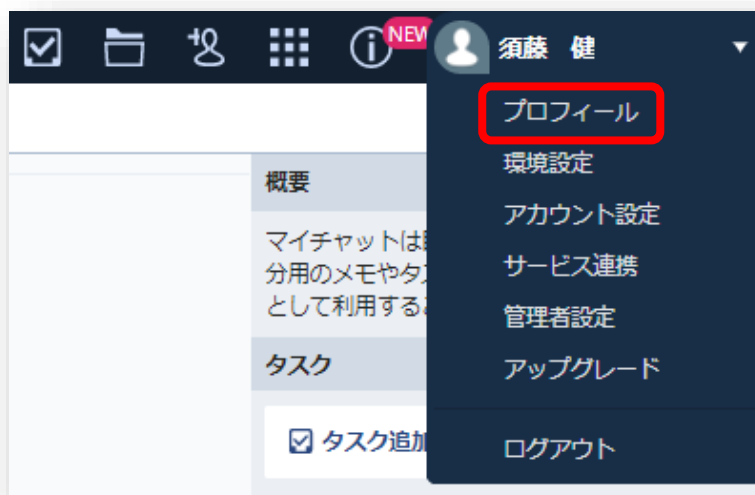 NEW
須藤 健
プロフィール
環境設定
アカウント設定
サービス連携
管理者設定
アップグレード
ログアウト
概要
マイチャットは
分用のメモやタ
として利用する
タスク
タスク追加